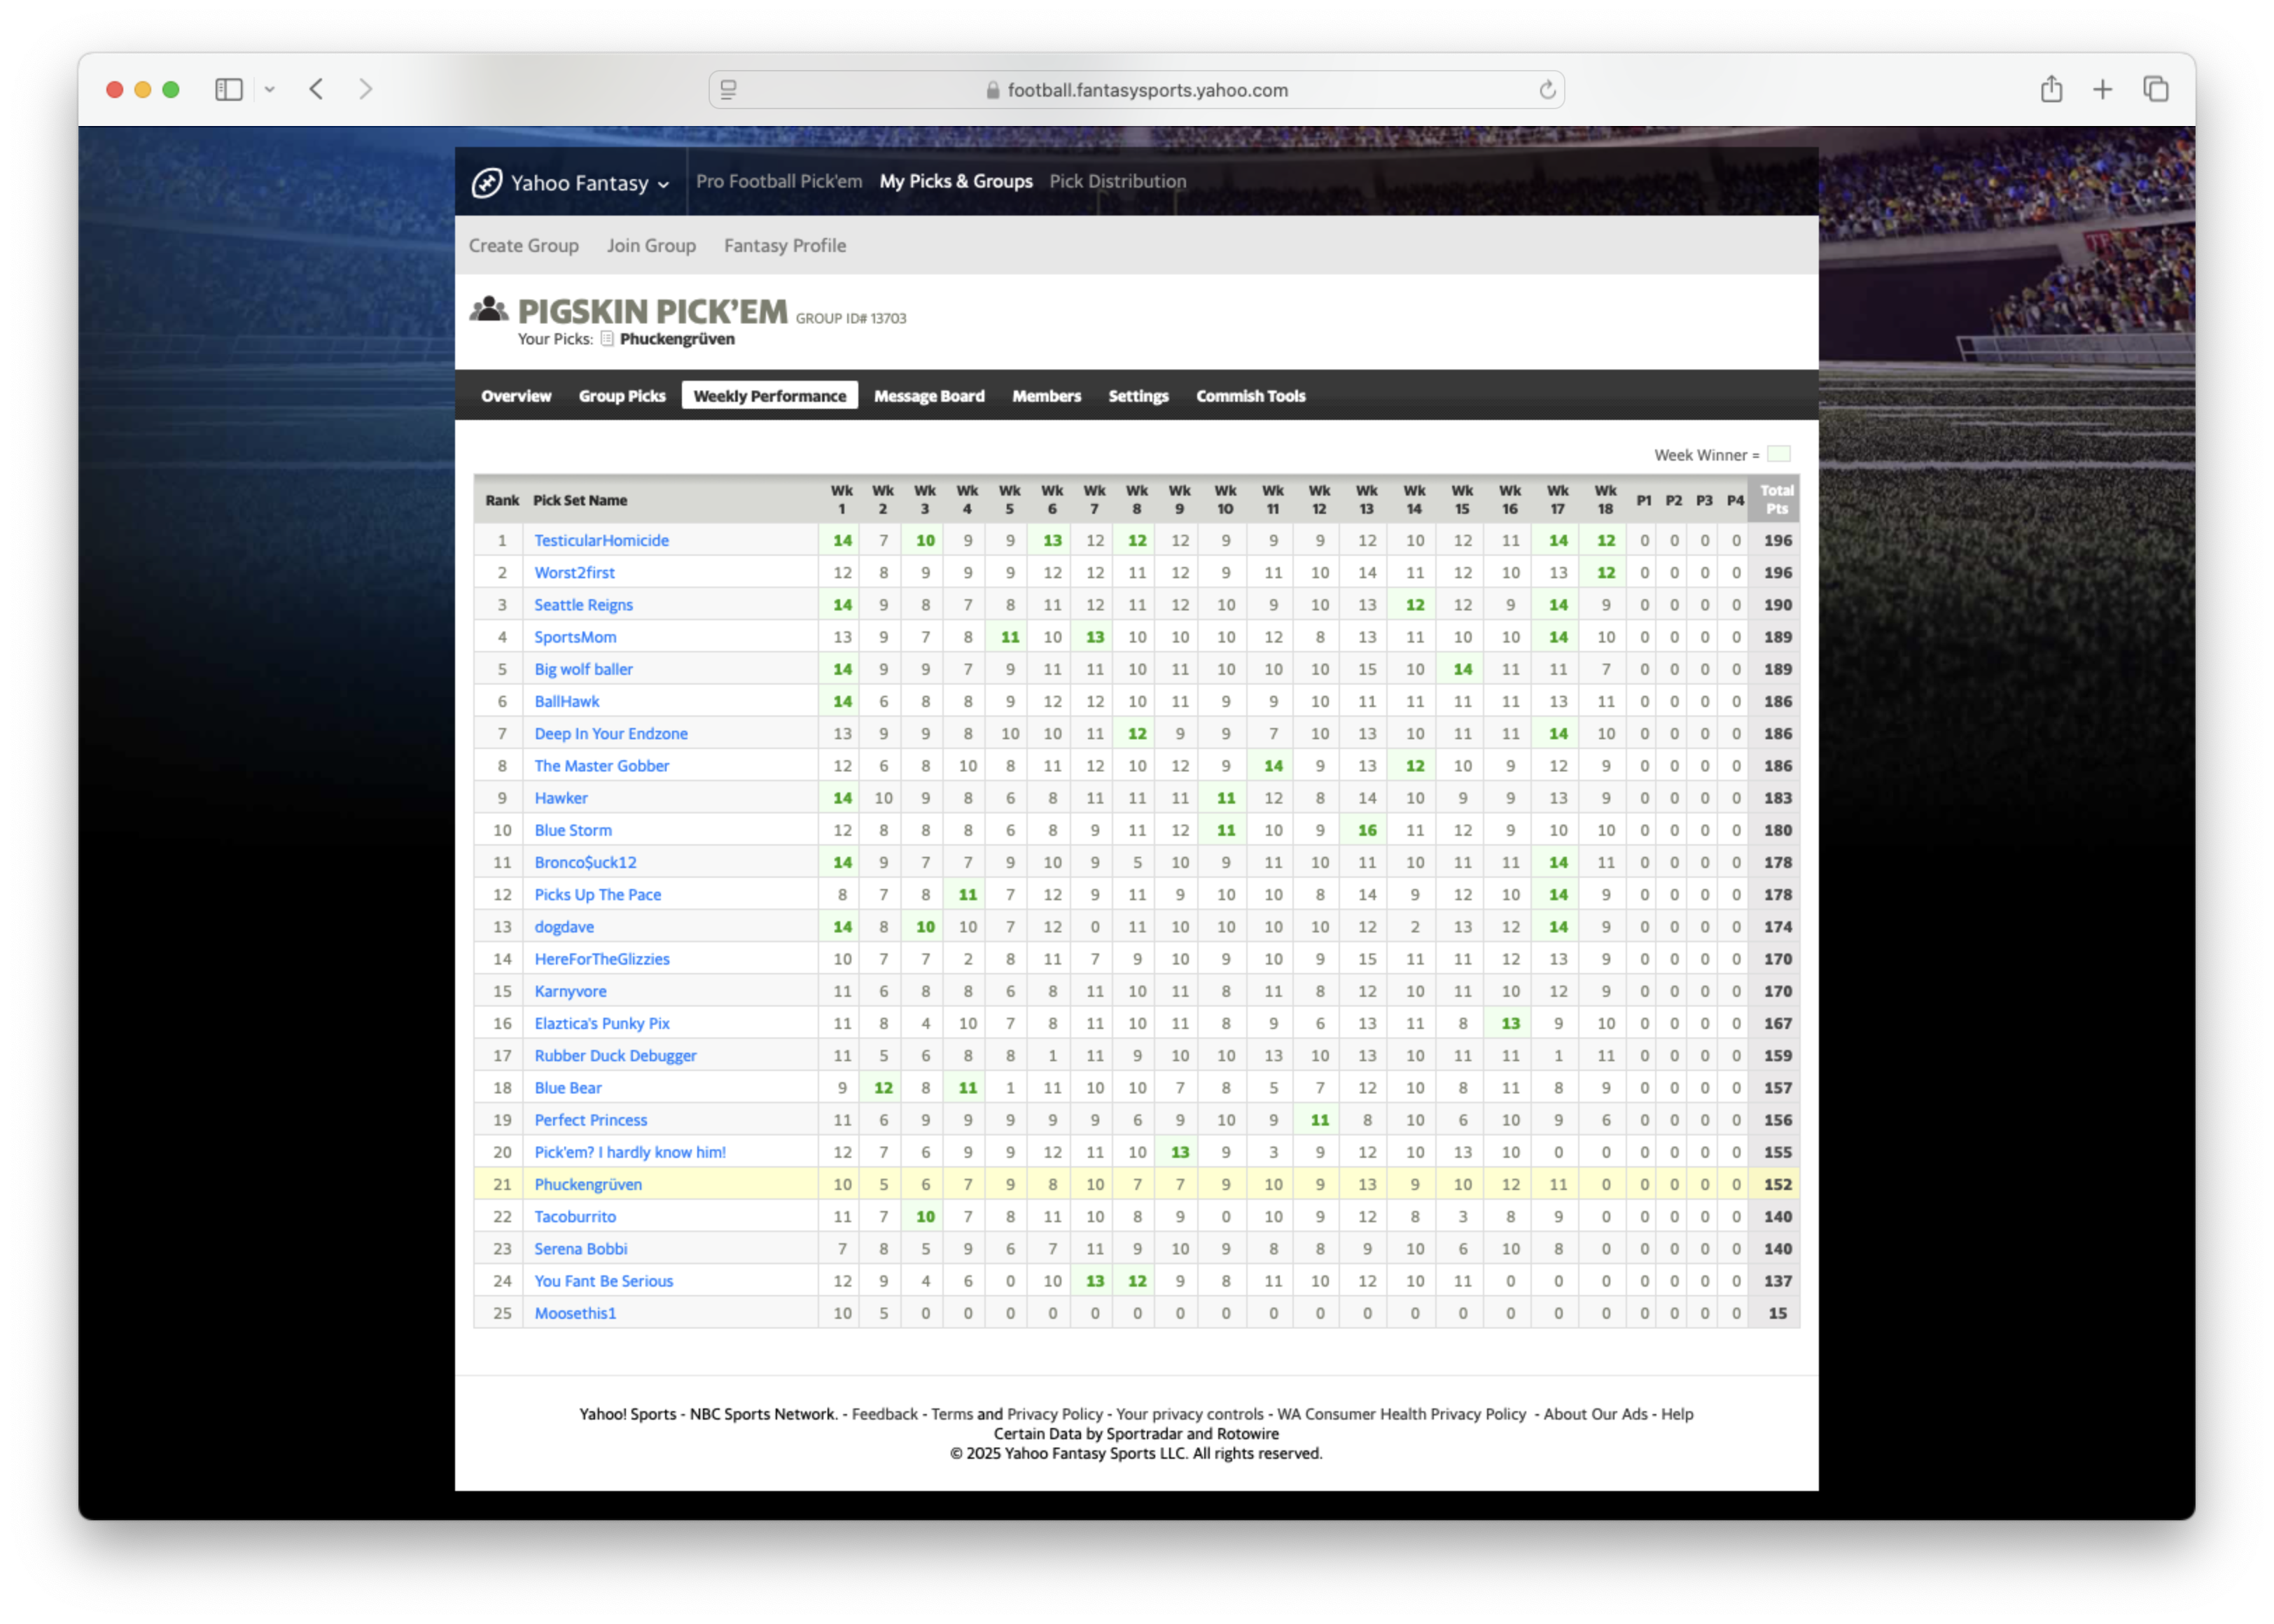 football.fantasysports.yahoo.com
Yahoo Fantasy Pro Football Pick'em My Picks & Groups Pick Distribution
Create Group Join Group Fantasy Profile
PIGSKIN PICK'EM GROUP ID# 13703
Your Picks: Phuckengrüven
Overview Group Picks Weekly Performance Message Board Members Settings Commish Tools
Week Winner =
Rank Pick Set Name Wk 1 Wk 2 Wk 3 Wk 4 Wk 5 Wk 6 Wk 7 Wk 8 Wk 9 Wk 10 Wk 11 Wk 12 Wk 13 Wk 14 Wk 15 Wk 16 Wk 17 Wk 18 P1 P2 P3 P4 Total Pts
1 TesticularHomicide 14 7 10 9 9 13 12 12 12 9 9 9 12 10 12 11 14 12 0 0 0 0 196
2 Worst2first 12 8 9 9 9 12 12 11 12 9 11 10 14 11 12 10 13 12 0 0 0 0 196
3 Seattle Reigns 14 9 8 7 8 11 12 11 12 10 9 10 13 12 12 9 14 9 0 0 0 0 190
4 SportsMom 13 9 7 8 11 10 13 10 10 10 12 8 13 11 10 10 14 10 0 0 0 0 189
5 Big wolf baller 14 9 9 7 9 11 11 10 11 10 10 10 15 10 14 11 11 7 0 0 0 0 189
6 BallHawk 14 6 8 8 9 12 12 10 11 9 9 10 11 11 11 11 13 11 0 0 0 0 186
7 Deep In Your Endzone 13 9 9 8 10 10 11 12 9 9 7 10 13 10 11 11 14 10 0 0 0 0 186
8 The Master Gobber 12 6 8 10 8 11 12 10 12 9 14 9 13 12 10 9 12 9 0 0 0 0 186
9 Hawker 14 10 9 8 6 8 11 11 11 11 12 8 14 10 9 9 13 9 0 0 0 0 183
10 Blue Storm 12 8 8 8 6 8 9 11 12 11 10 9 16 11 12 9 10 10 0 0 0 0 180
11 Bronco$uck12 14 9 7 7 9 10 9 5 10 9 11 10 11 10 11 11 14 11 0 0 0 0 178
12 Picks Up The Pace 8 7 8 11 7 12 9 11 9 10 10 8 14 9 12 10 14 9 0 0 0 0 178
13 dogdave 14 8 10 10 7 12 0 11 10 10 10 10 12 2 13 12 14 9 0 0 0 0 174
14 HereForTheGlizzies 10 7 7 2 8 11 7 9 10 9 10 9 15 11 11 12 13 9 0 0 0 0 170
15 Karnyvore 11 6 8 8 6 8 11 10 11 8 11 8 12 10 11 10 12 9 0 0 0 0 170
16 Elaztica's Punky Pix 11 8 4 10 7 8 11 10 11 8 9 6 13 11 8 13 9 10 0 0 0 0 167
17 Rubber Duck Debugger 11 5 6 8 8 1 11 9 10 10 13 10 13 10 11 11 1 11 0 0 0 0 159
18 Blue Bear 9 12 8 11 1 11 10 10 7 8 5 7 12 10 8 11 8 9 0 0 0 0 157
19 Perfect Princess 11 6 9 9 9 9 9 6 9 10 9 11 8 10 6 10 9 6 0 0 0 0 156
20 Pick'em? I hardly know him! 12 7 6 9 9 12 11 10 13 9 3 9 12 10 13 10 0 0 0 0 0 0 155
21 Phuckengrüven 10 5 6 7 9 8 10 7 7 9 10 9 13 9 10 12 11 0 0 0 0 0 152
22 Tacoburrito 11 7 10 7 8 11 10 8 9 0 10 9 12 8 3 8 9 0 0 0 0 0 140
23 Serena Bobbi 7 8 5 9 6 7 11 9 10 9 8 8 9 10 6 10 8 0 0 0 0 0 140
24 You Fant Be Serious 12 9 4 6 0 10 13 12 9 8 11 10 12 10 11 0 0 0 0 0 0 0 137
25 Moosethis1 10 5 0 0 0 0 0 0 0 0 0 0 0 0 0 0 0 0 0 0 0 0 15
Yahoo! Sports - NBC Sports Network. - Feedback - Terms and Privacy Policy - Your privacy controls - WA Consumer Health Privacy Policy - About Our Ads - Help
Certain Data by Sportradar and Rotowire
© 2025 Yahoo Fantasy Sports LLC. All rights reserved.